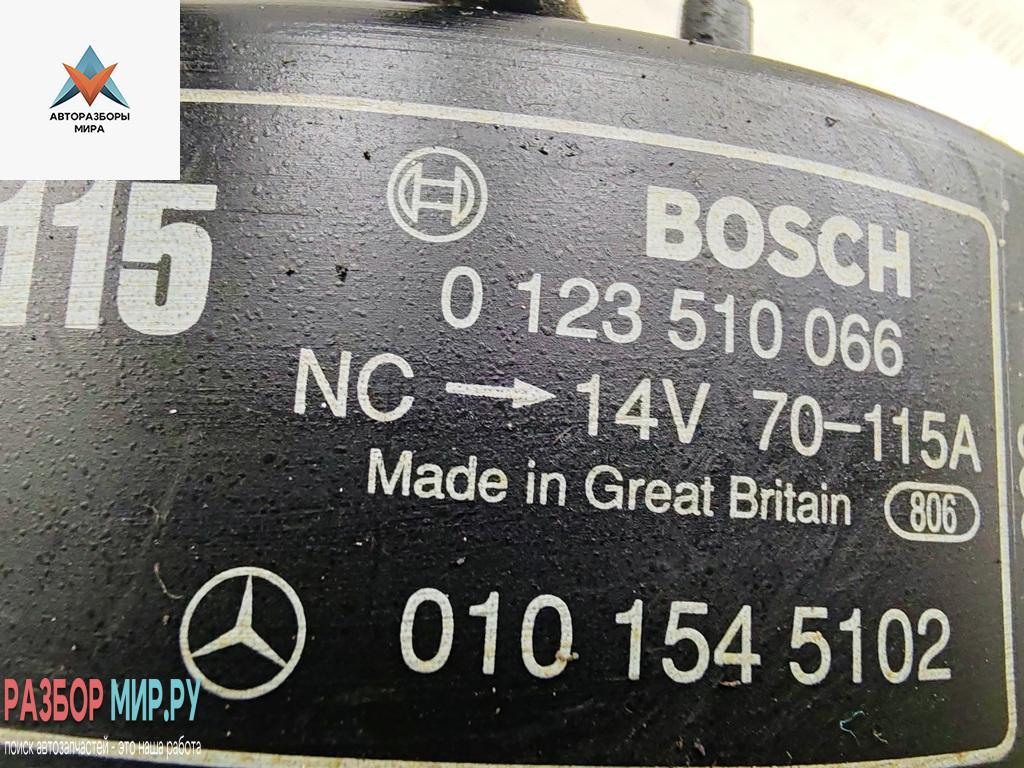 АВТОРАЗБОРЫ
МИРА
115
BOSCH
0 123 510 066
NC → 14V 70-115A
Made in Great Britain 806
010 154 5102
РАЗБОР МИР.РУ
поиск автозапчастей - это наша работа